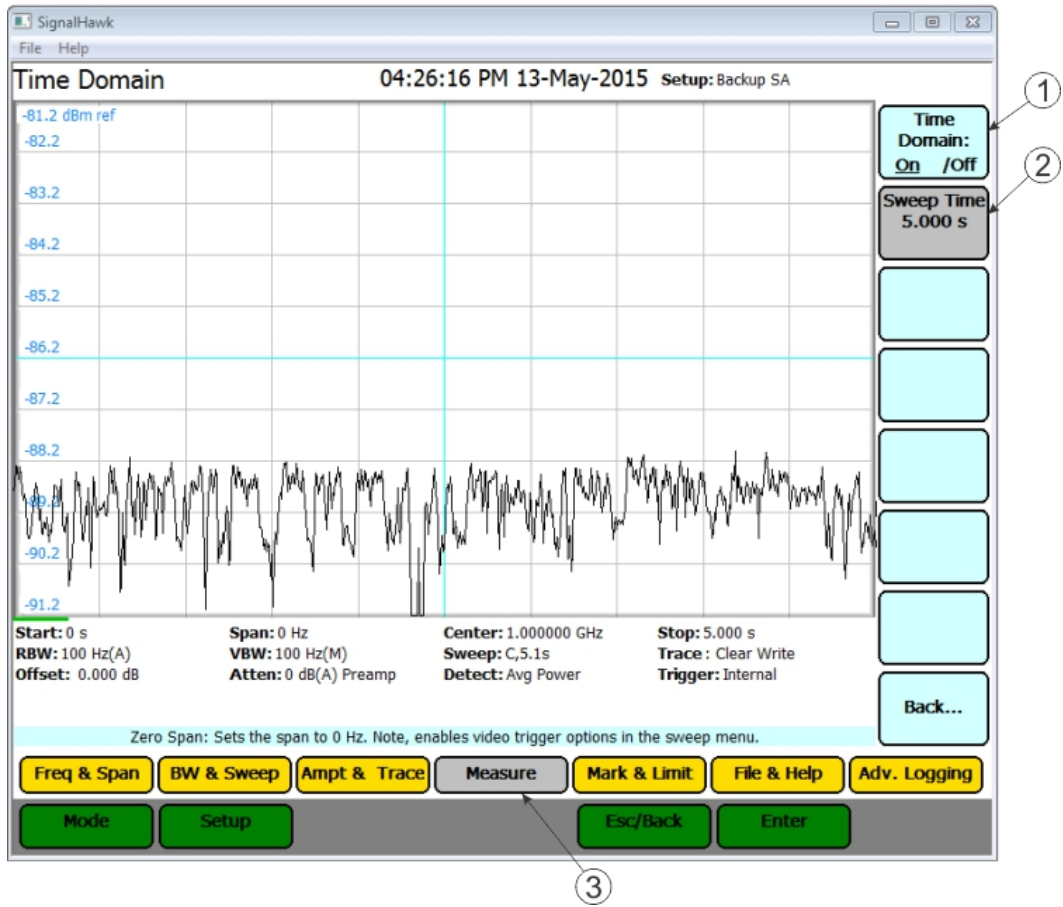 SignalHawk
File Help
Time Domain
04:26:16 PM 13-May-2015 Setup: Backup SA
-81.2 dBm ref
-82.2
-83.2
-84.2
-85.2
-86.2
-87.2
-88.2
-89.2
-90.2
-91.2
Time
Domain:
On /Off
1
Sweep Time
5.000 s
2
Back...
Start: 0 s Span: 0 Hz Center: 1.000000 GHz Stop: 5.000 s
RBW: 100 Hz(A) VBW: 100 Hz(M) Sweep: C,5.1s Trace : Clear Write
Offset: 0.000 dB Atten: 0 dB(A) Preamp Detect: Avg Power Trigger: Internal
Zero Span: Sets the span to 0 Hz. Note, enables video trigger options in the sweep menu.
Freq & Span BW & Sweep Ampt & Trace Measure Mark & Limit File & Help Adv. Logging
Mode Setup Esc/Back Enter
3